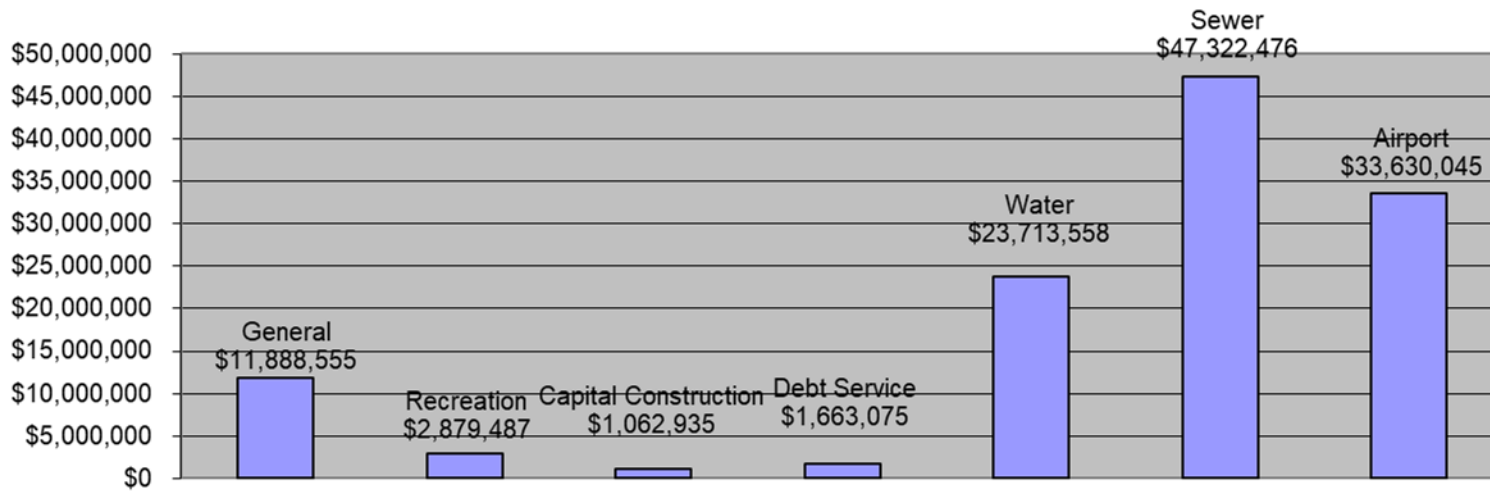 $50,000,000
$45,000,000
$40,000,000
$35,000,000
$30,000,000
$25,000,000
$20,000,000
$15,000,000
$10,000,000
$5,000,000
$0
General
$11,888,555
Recreation
$2,879,487
Capital Construction
$1,062,935
Debt Service
$1,663,075
Water
$23,713,558
Sewer
$47,322,476
Airport
$33,630,045